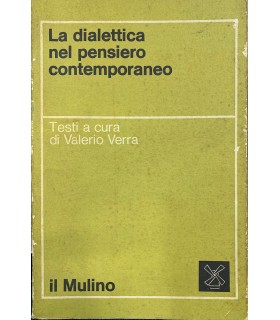 La dialettica
nel pensiero
contemporaneo
Testi a cura
di Valerio Verra
il Mulino